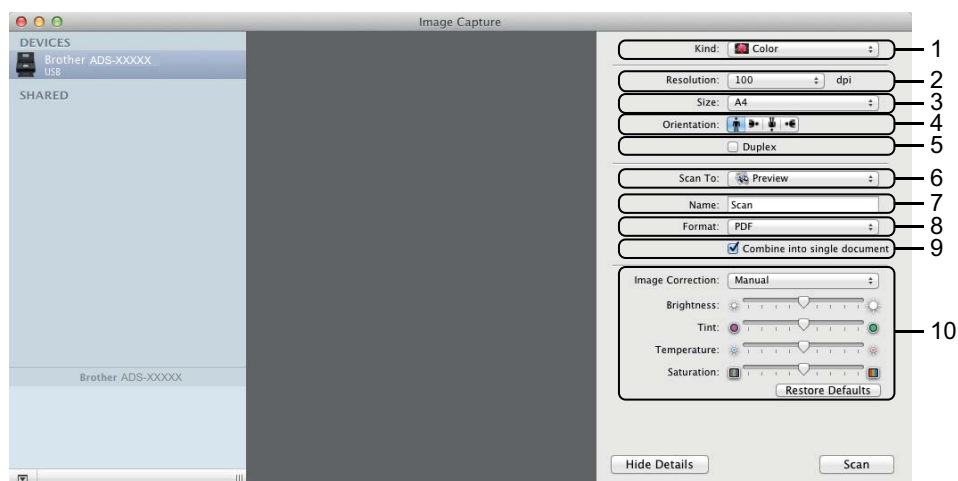 Image Capture
DEVICES
Brother ADS-XXXXX
USB
SHARED
Brother ADS-XXXXX
Kind: Color 1
Resolution: 100 dpi 2
Size: A4 3
Orientation: 4
Duplex 5
Scan To: Preview 6
Name: Scan 7
Format: PDF 8
Combine into single document 9
Image Correction: Manual
Brightness:
Tint:
10
Temperature:
Saturation:
Restore Defaults
Hide Details Scan